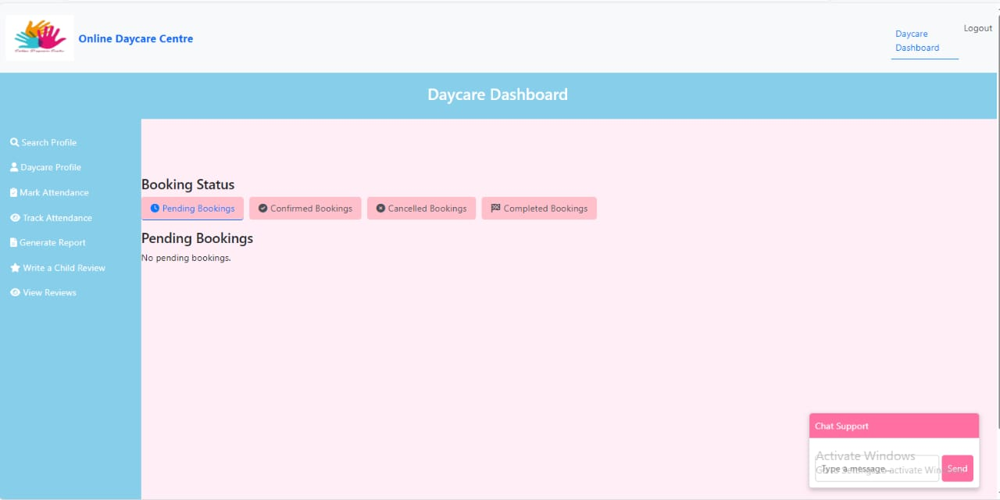 Online Daycare Centre
Daycare
Dashboard
Logout
Daycare Dashboard
Search Profile
Daycare Profile
Mark Attendance
Track Attendance
Generate Report
Write a Child Review
View Reviews
Booking Status
Pending Bookings
Confirmed Bookings
Cancelled Bookings
Completed Bookings
Pending Bookings
No pending bookings.
Chat Support
Activate Windows
Go to Settings to activate Windows.
Type a message...
Send